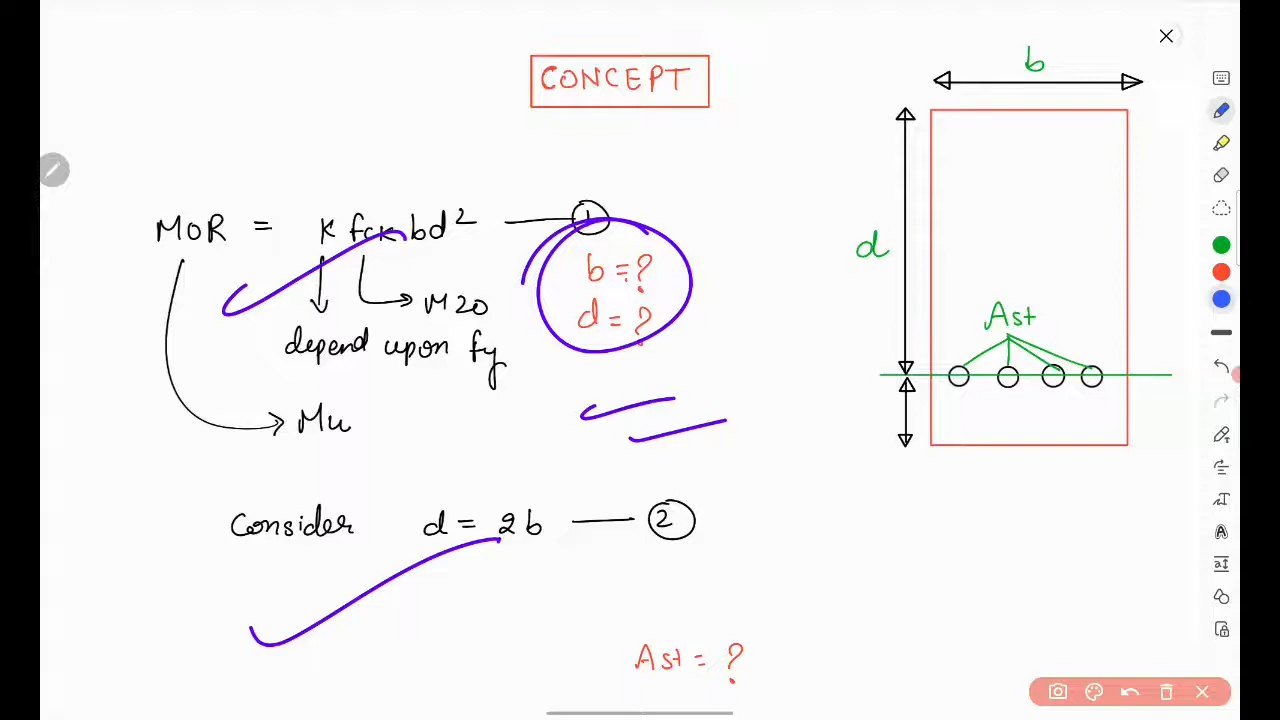 CONCEPT
b
MOR = K fck bd² — ①
b = ?
d = ?
M20
depend upon fy
Mu
d
Ast
Consider d = 2b — ②
Ast = ?